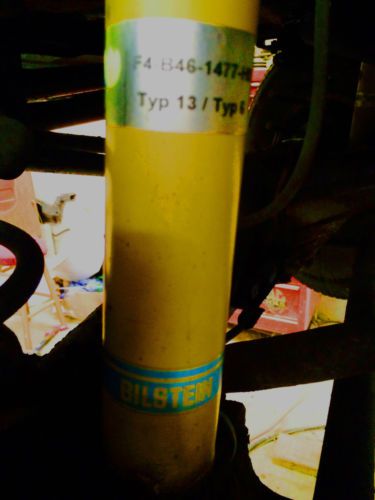 F4-B46-1477-H
Typ 13 / Typ 6
BILSTEIN